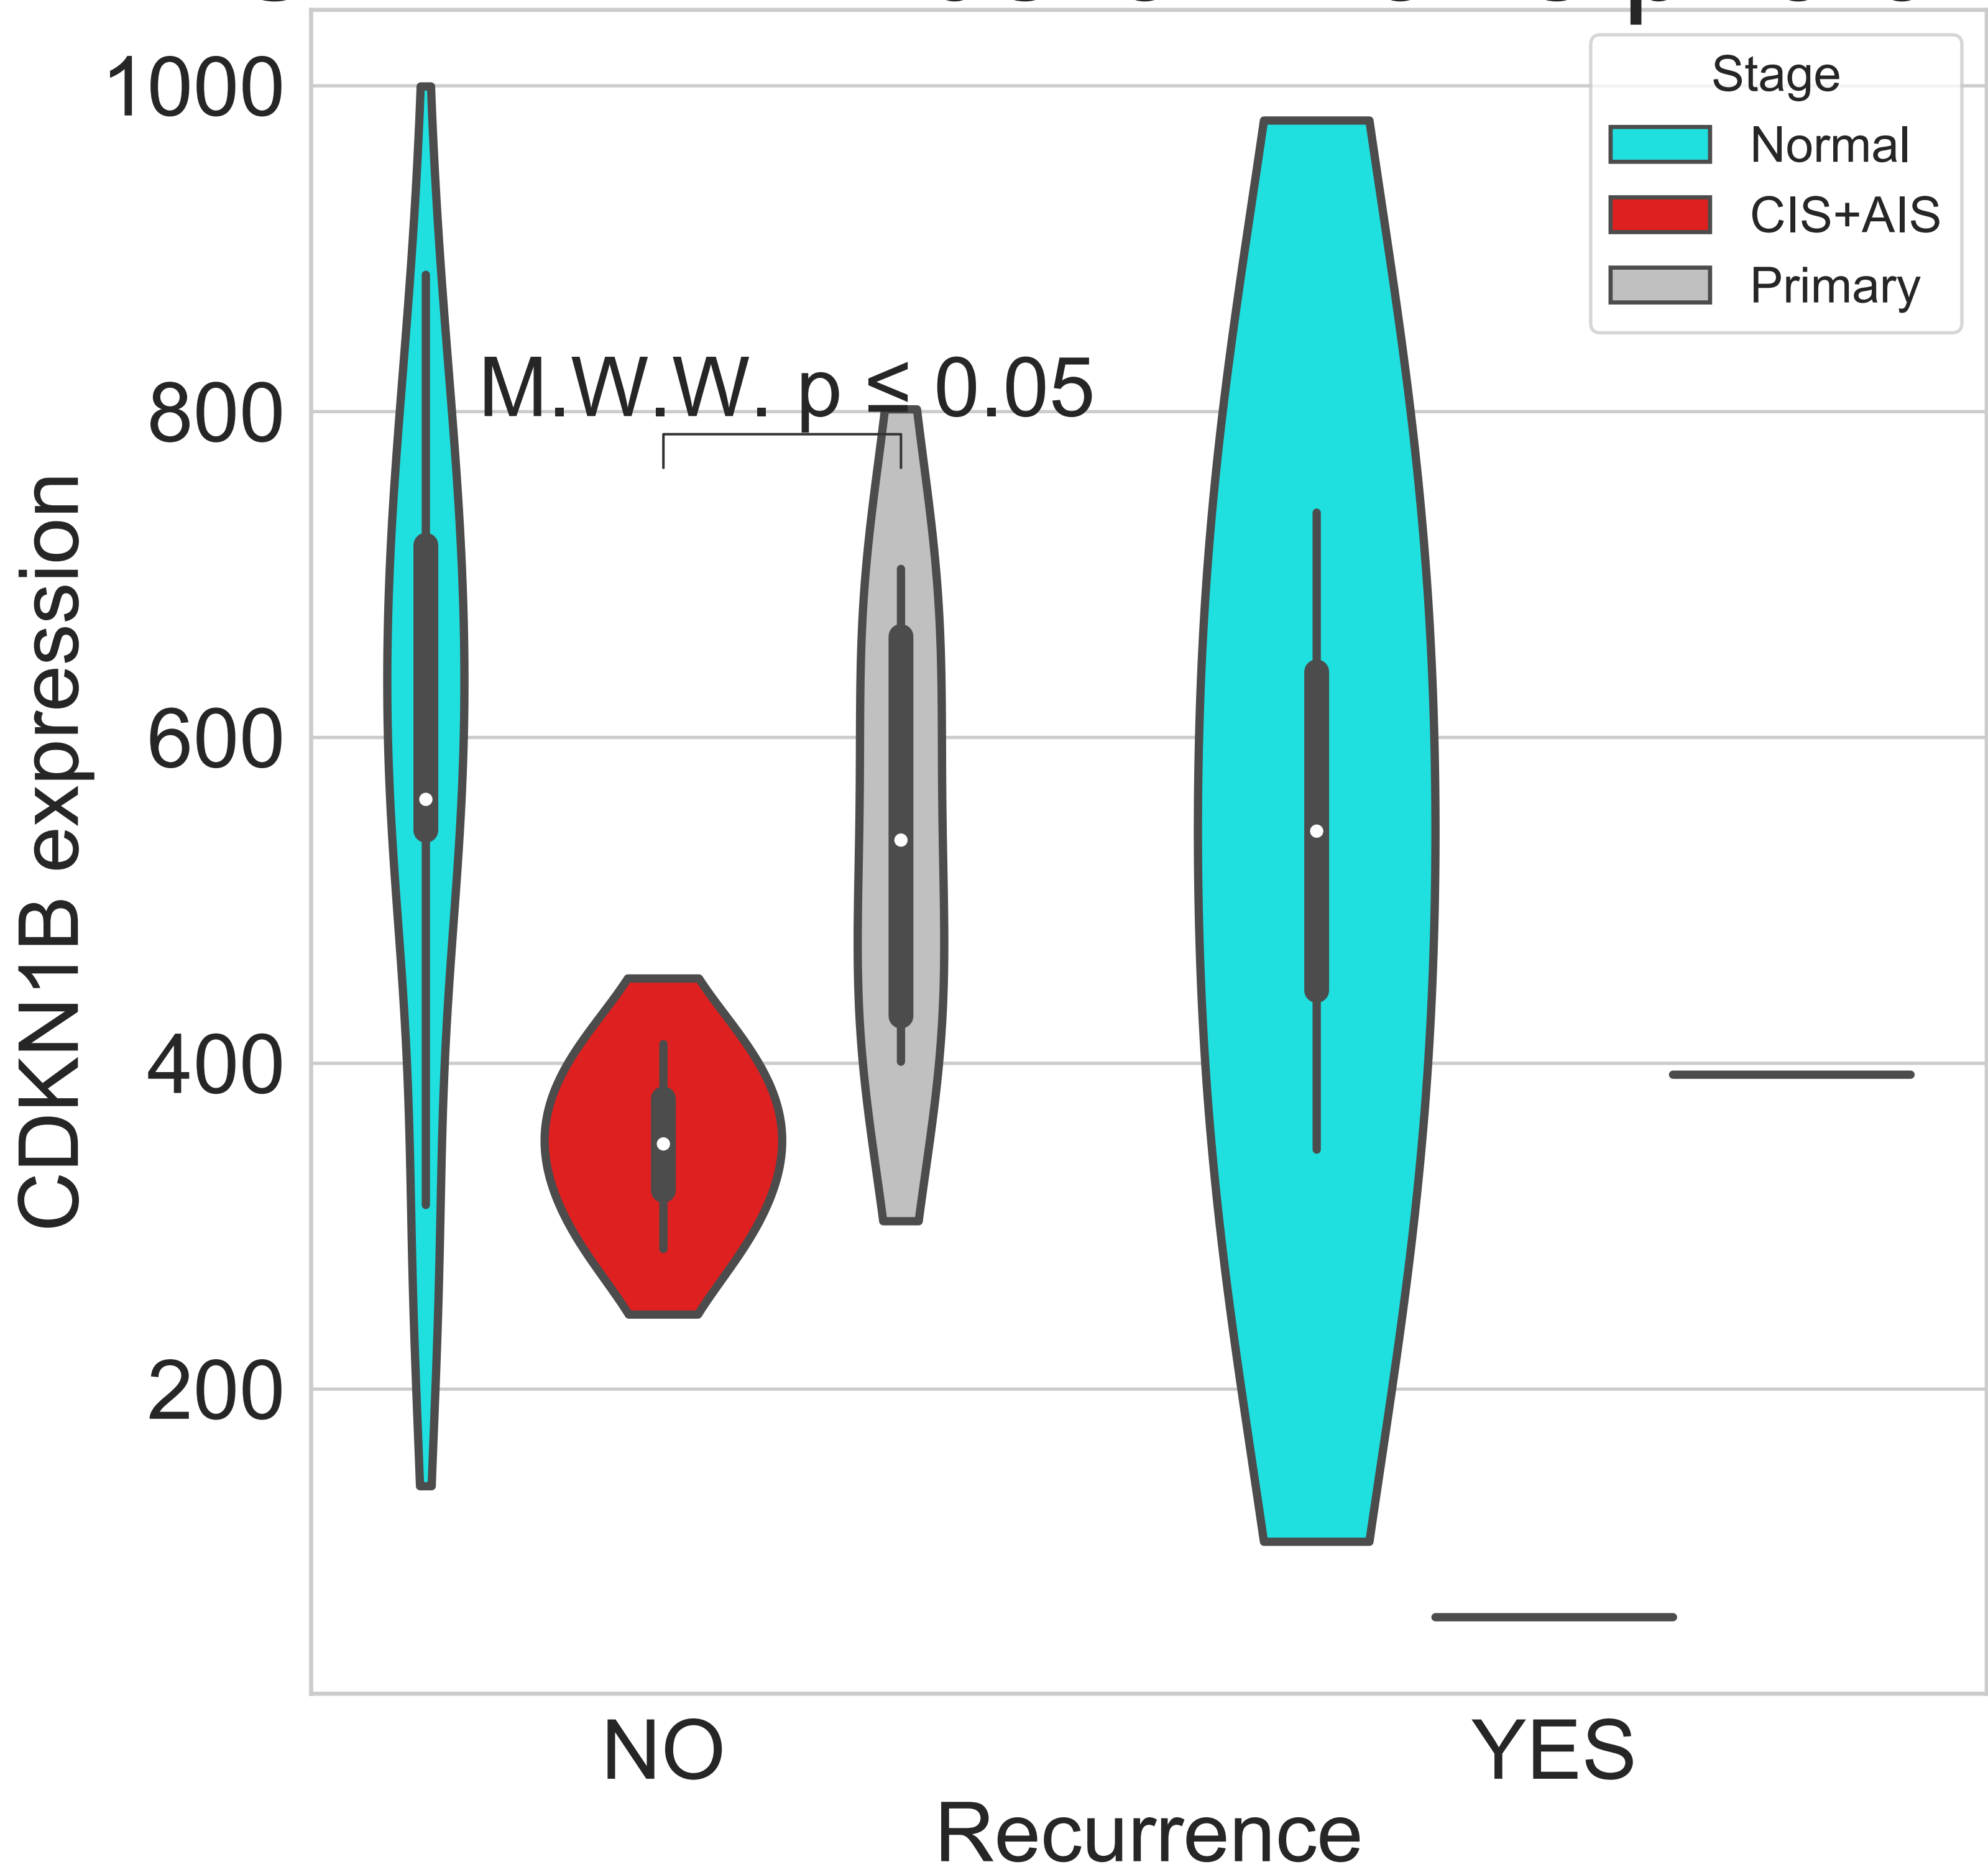 1000
800
600
400
200
CDKN1B expression
Stage
Normal
CIS+AIS
Primary
M.W.W. p ≤ 0.05
NO
YES
Recurrence